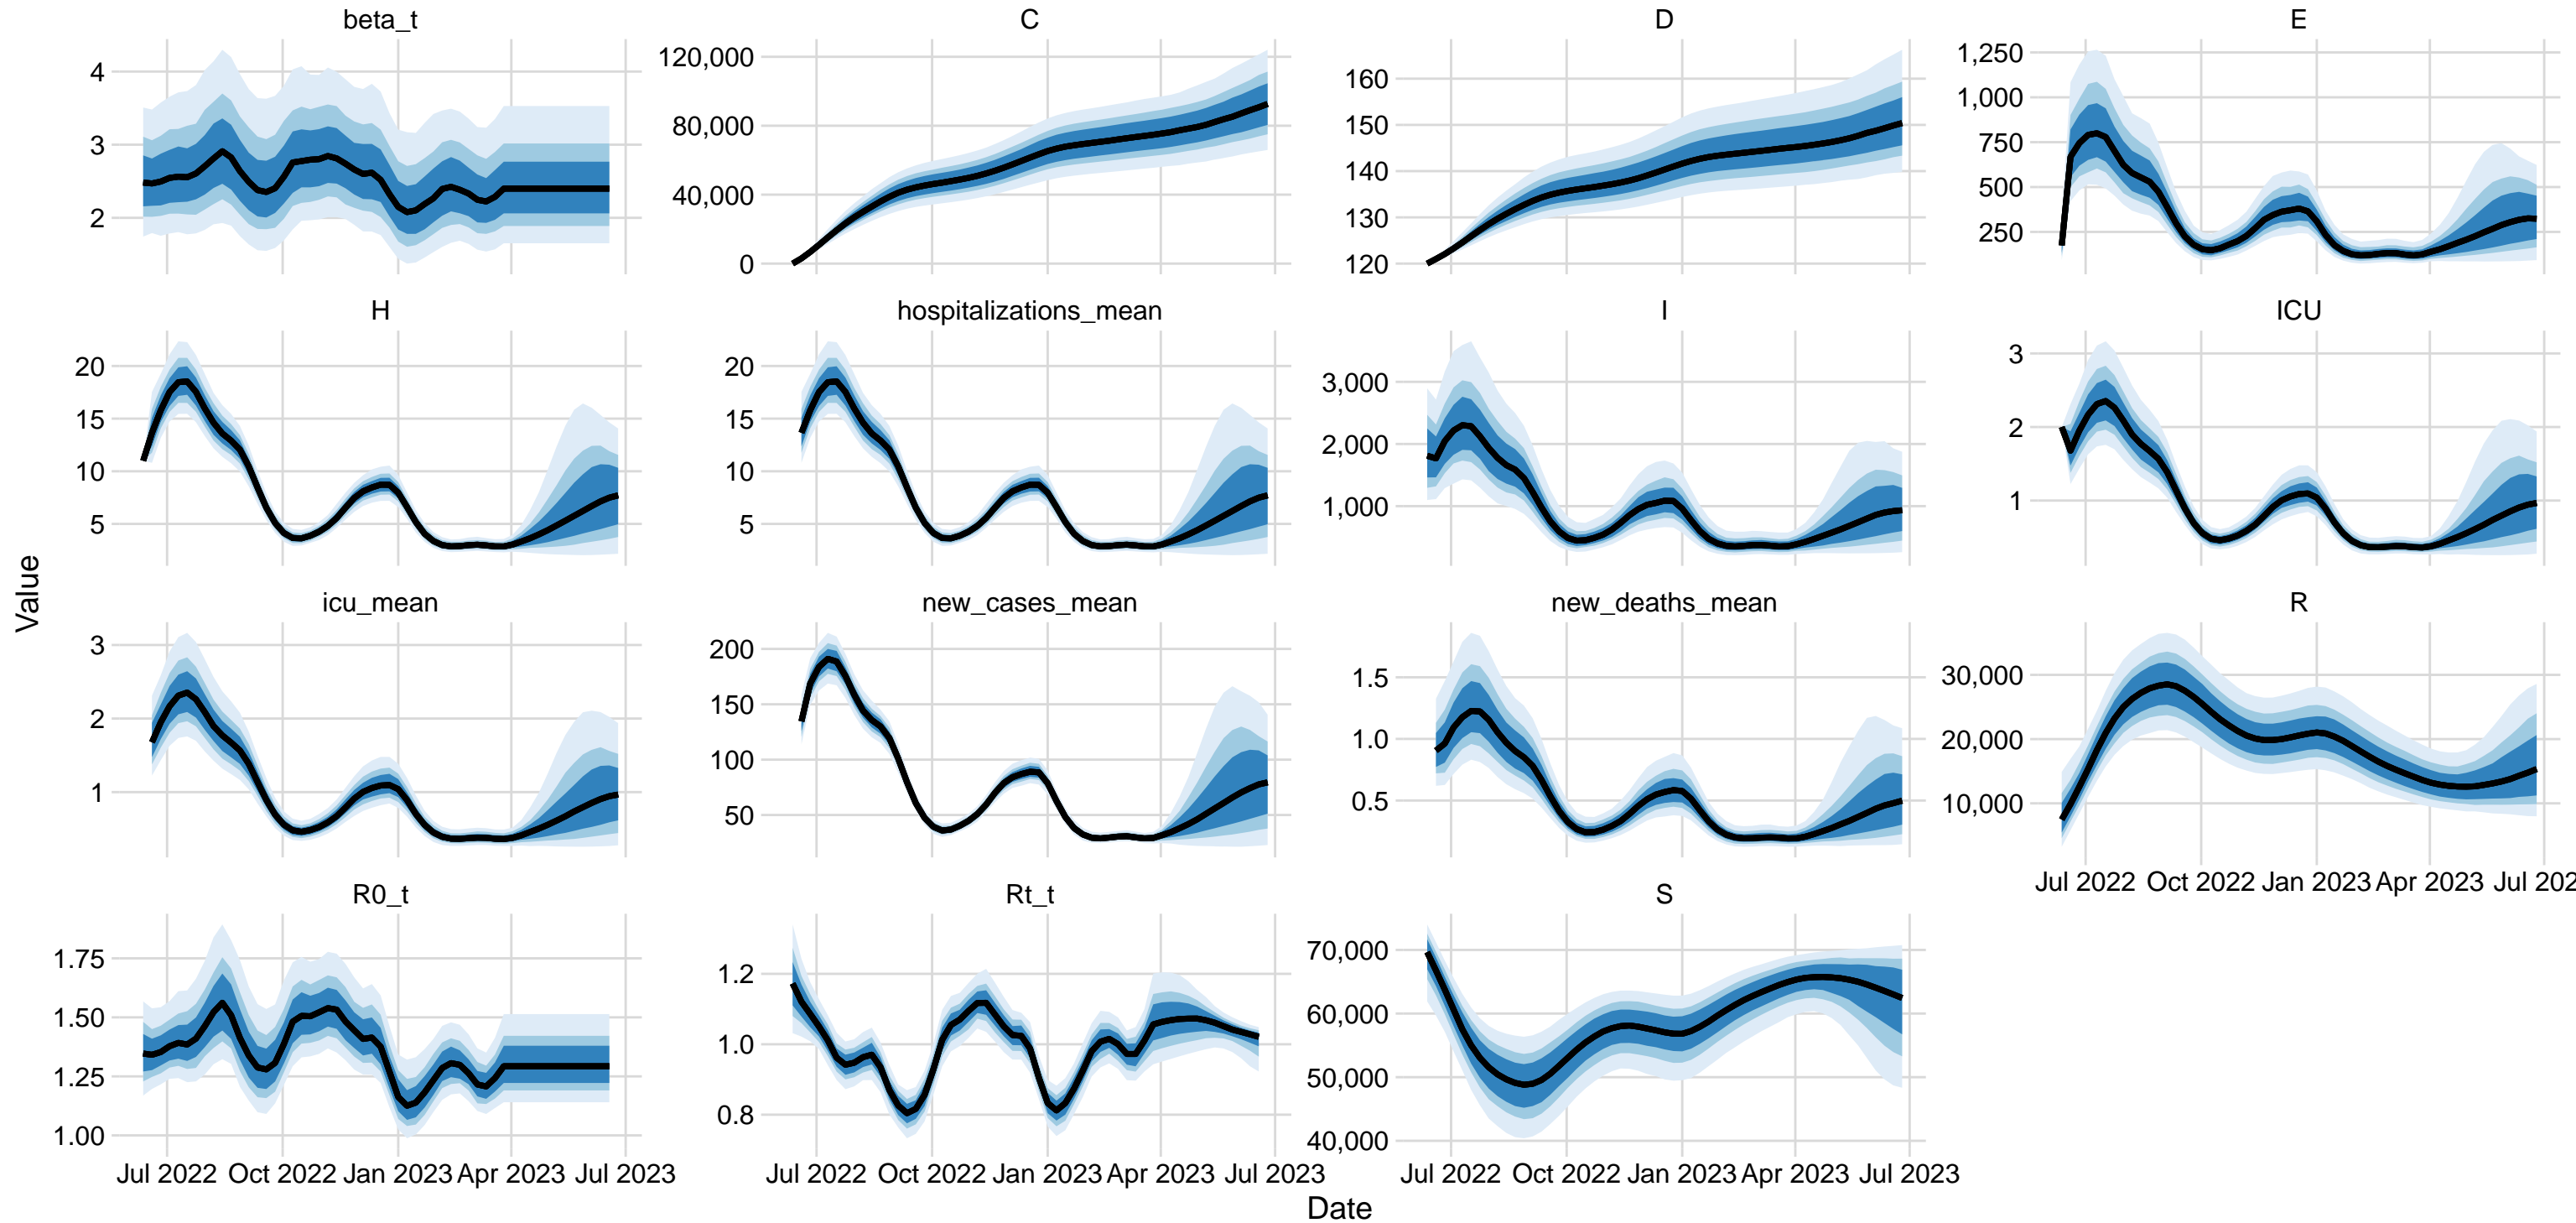 beta_t
C
D
E
4
3
2
120,000
80,000
40,000
0
160
150
140
130
120
1,250
1,000
750
500
250
H
hospitalizations_mean
I
ICU
20
15
10
5
20
15
10
5
3,000
2,000
1,000
3
2
1
Value
icu_mean
new_cases_mean
new_deaths_mean
R
3
2
1
200
150
100
50
1.5
1.0
0.5
30,000
20,000
10,000
Jul 2022 Oct 2022 Jan 2023 Apr 2023 Jul 202
R0_t
Rt_t
S
1.75
1.50
1.25
1.00
1.2
1.0
0.8
70,000
60,000
50,000
40,000
Jul 2022 Oct 2022 Jan 2023 Apr 2023 Jul 2023
Jul 2022 Oct 2022 Jan 2023 Apr 2023 Jul 2023
Jul 2022 Oct 2022 Jan 2023 Apr 2023 Jul 2023
Date